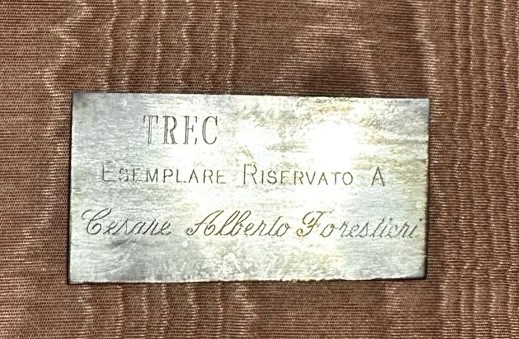 TREC
ESEMPLARE RISERVATO A
Cesare Alberto Forestieri